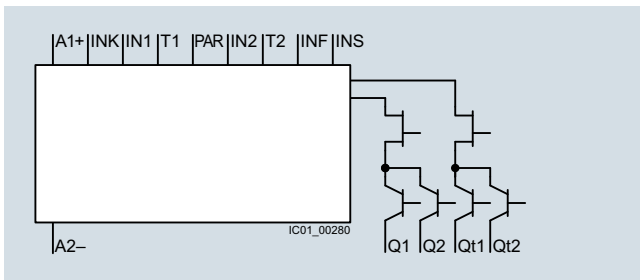 A1+ INK IN1 T1 PAR IN2 T2 INF INS
IC01_00280
A2– Q1 Q2 Qt1 Qt2